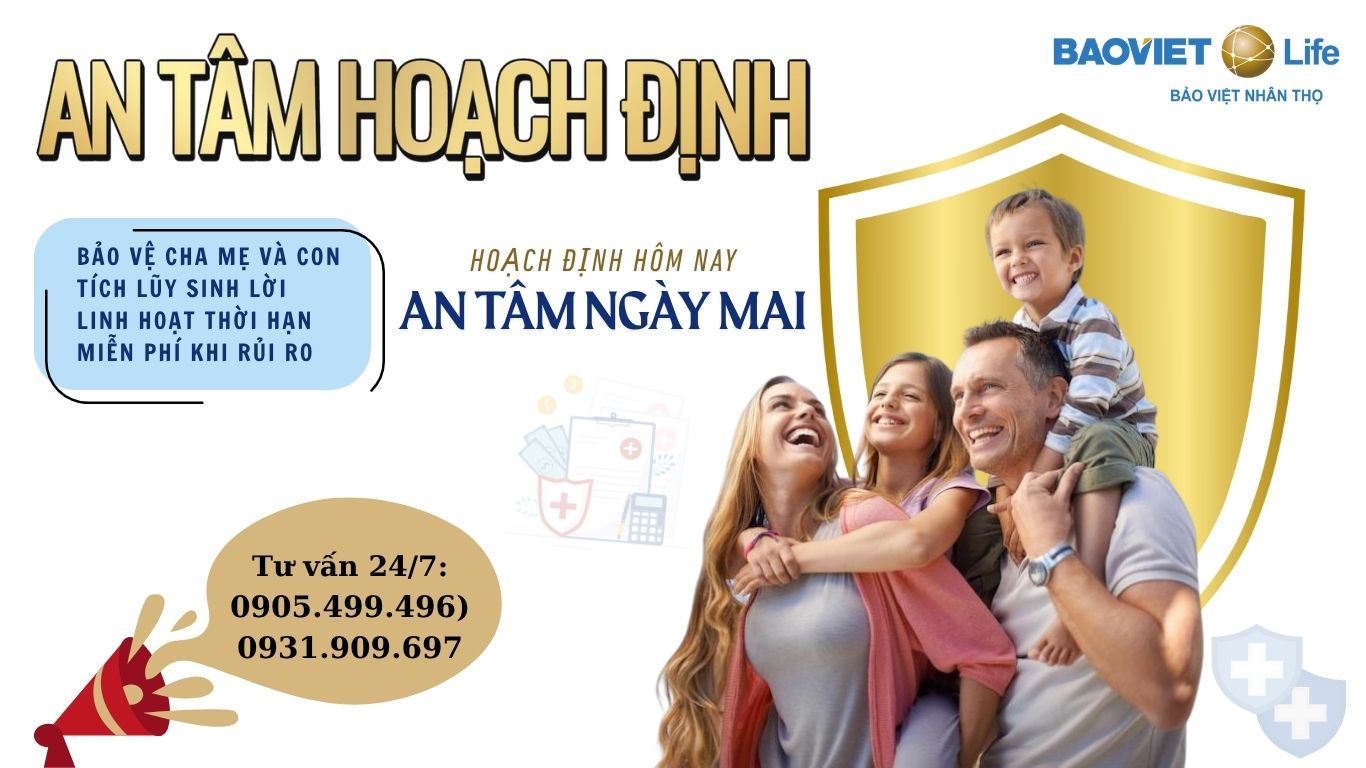 AN TÂM HOẠCH ĐỊNH
BAOVIET Life
BẢO VIỆT NHÂN THỌ
BẢO VỆ CHA MẸ VÀ CON
TÍCH LŨY SINH LỜI
LINH HOẠT THỜI HẠN
MIỄN PHÍ KHI RỦI RO
HOẠCH ĐỊNH HÔM NAY
AN TÂM NGÀY MAI
Tư vấn 24/7:
0905.499.496)
0931.909.697